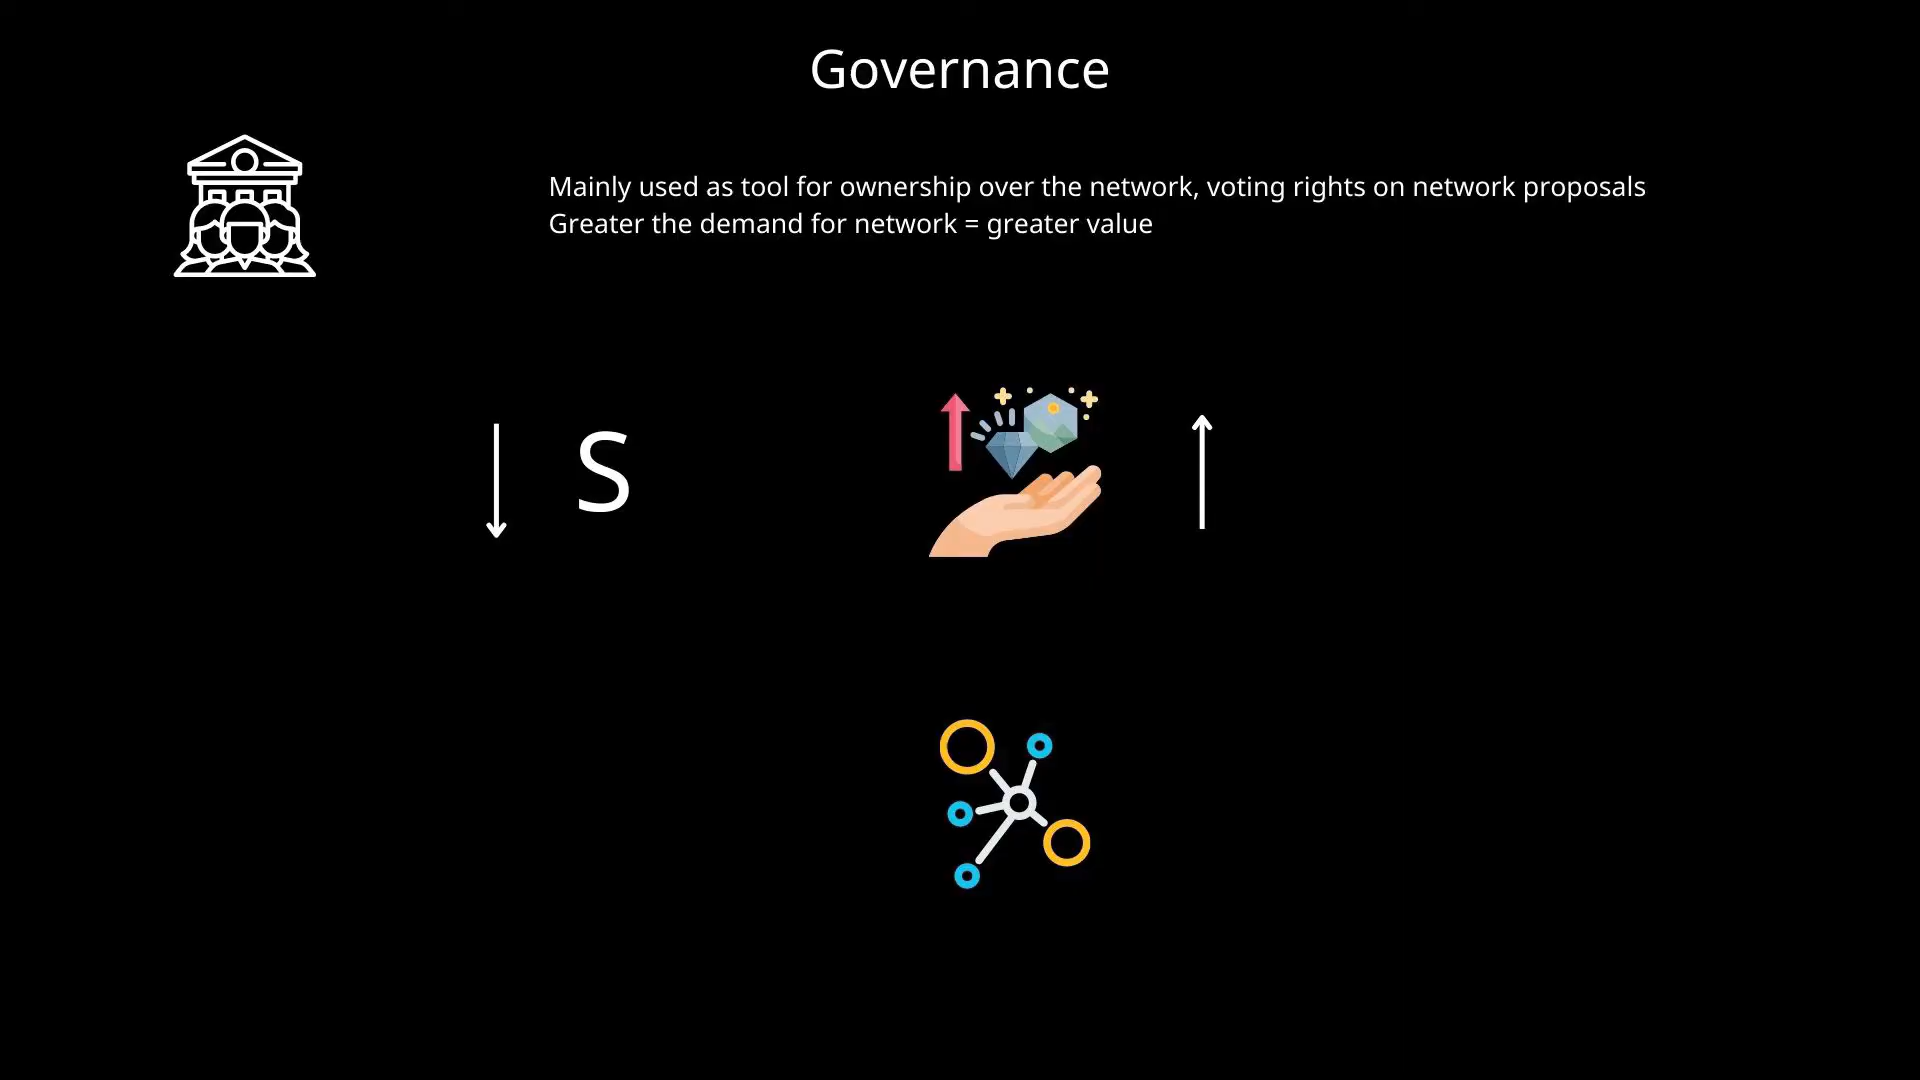 Governance
Mainly used as tool for ownership over the network, voting rights on network proposals
Greater the demand for network = greater value
S